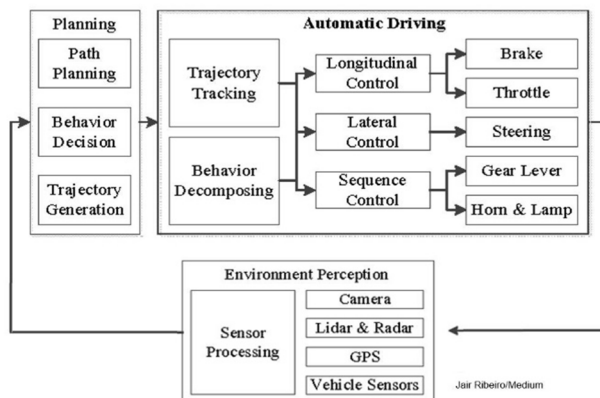 Planning
Path
Planning
Behavior
Decision
Trajectory
Generation
Automatic Driving
Trajectory
Tracking
Behavior
Decomposing
Longitudinal
Control
Lateral
Control
Sequence
Control
Brake
Throttle
Steering
Gear Lever
Horn & Lamp
Environment Perception
Sensor
Processing
Camera
Lidar & Radar
GPS
Vehicle Sensors
Jair Ribeiro/Medium